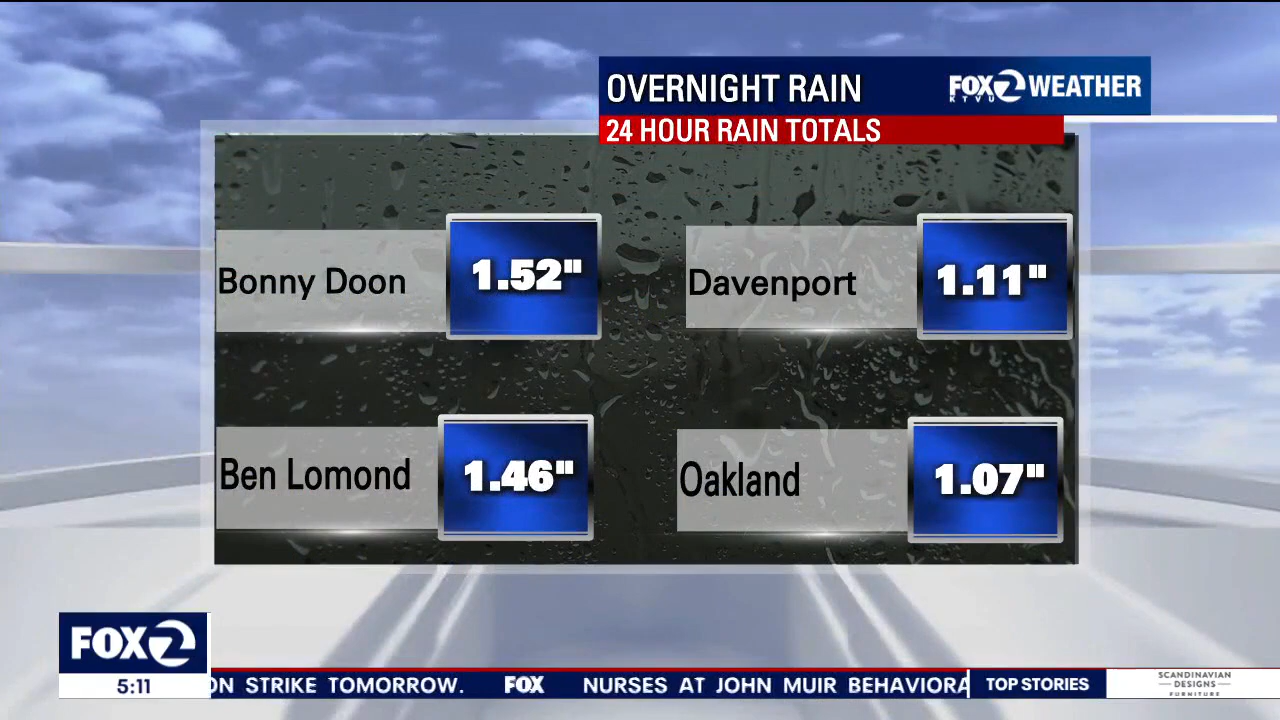 OVERNIGHT RAIN
FOX 2 WEATHER
KTVU
24 HOUR RAIN TOTALS
Bonny Doon 1.52"
Davenport 1.11"
Ben Lomond 1.46"
Oakland 1.07"
FOX 2
5:11
ON STRIKE TOMORROW. FOX NURSES AT JOHN MUIR BEHAVIORA
TOP STORIES
SCANDINAVIAN
DESIGNS
FURNITURE